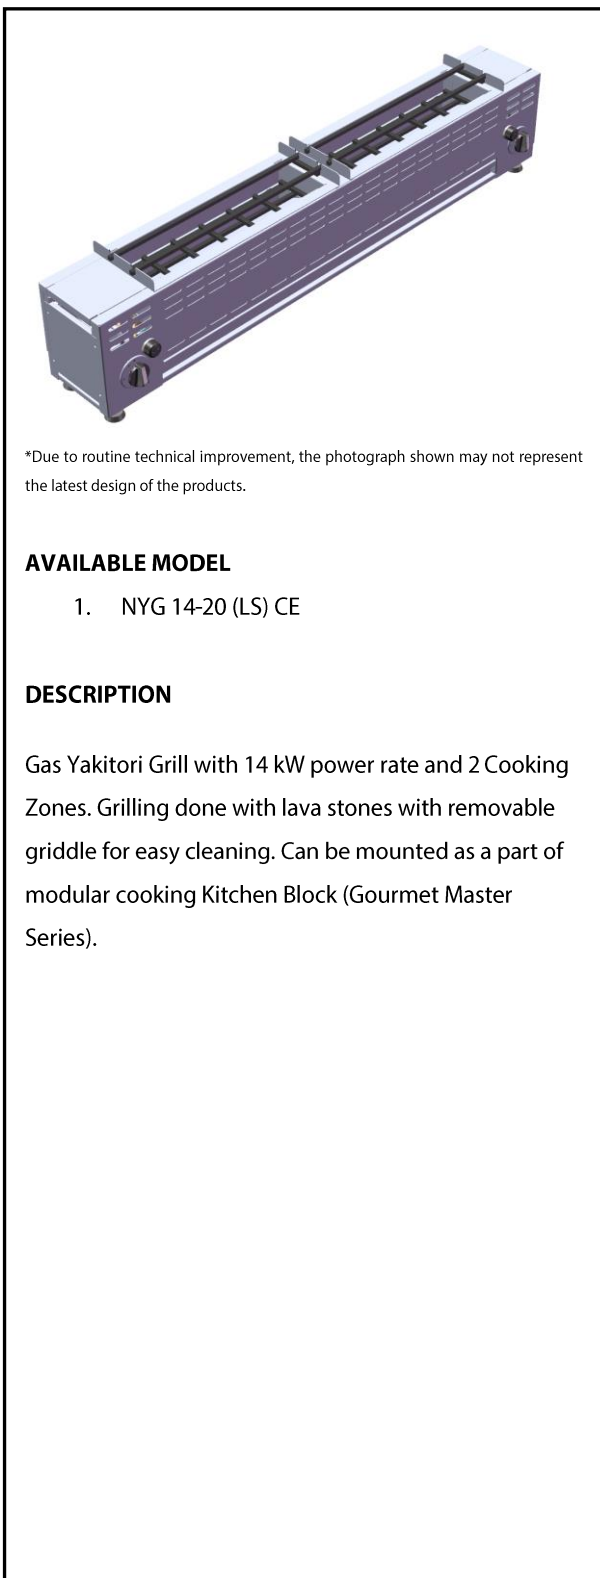 *Due to routine technical improvement, the photograph shown may not represent
the latest design of the products.
AVAILABLE MODEL
1. NYG 14-20 (LS) CE
DESCRIPTION
Gas Yakitori Grill with 14 kW power rate and 2 Cooking
Zones. Grilling done with lava stones with removable
griddle for easy cleaning. Can be mounted as a part of
modular cooking Kitchen Block (Gourmet Master
Series).